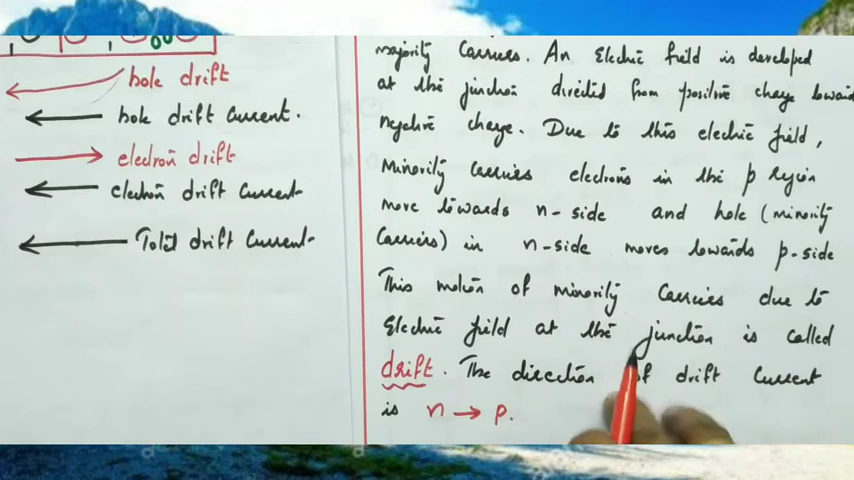 hole drift
hole drift Current.
electron drift
electron drift Current
Total drift Current
majority Carries. An Electric field is developed
at the junction directed from positive charge towards
Negative charge. Due to this electric field,
Minority Carries electrons in the p Region
move towards n-side and hole (minority
Carriers) in n-side moves towards p-side
This motion of minority Carries due to
Electric field at the junction is called
drift. The direction of drift Current
is n → p.